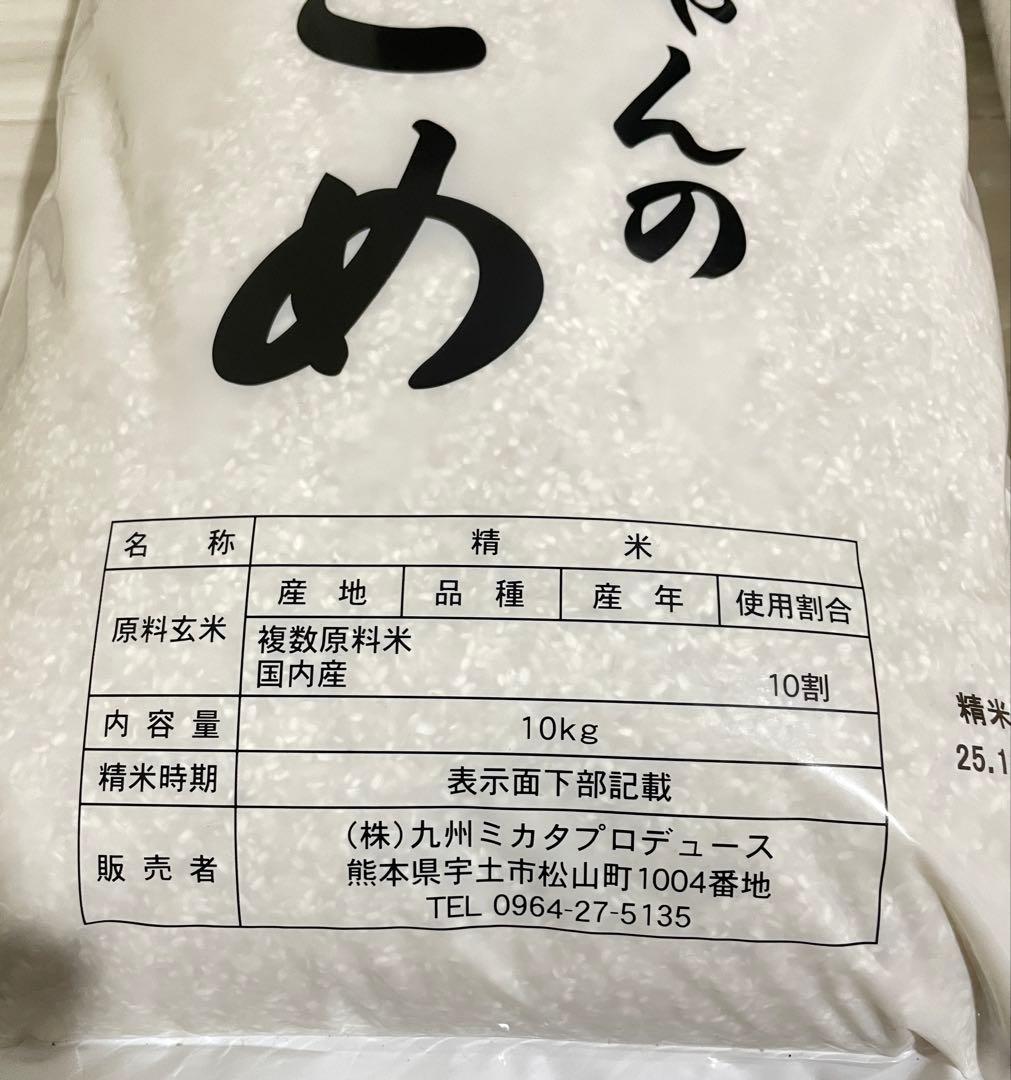 んの
こめ
名称 精米
原料玄米 産地 品種 産年 使用割合
複数原料米
国内産 10割
内容量 10kg
精米時期 表示面下部記載
販売者 (株)九州ミカタプロデュース
熊本県宇土市松山町1004番地
TEL 0964-27-5135
精米
25.1